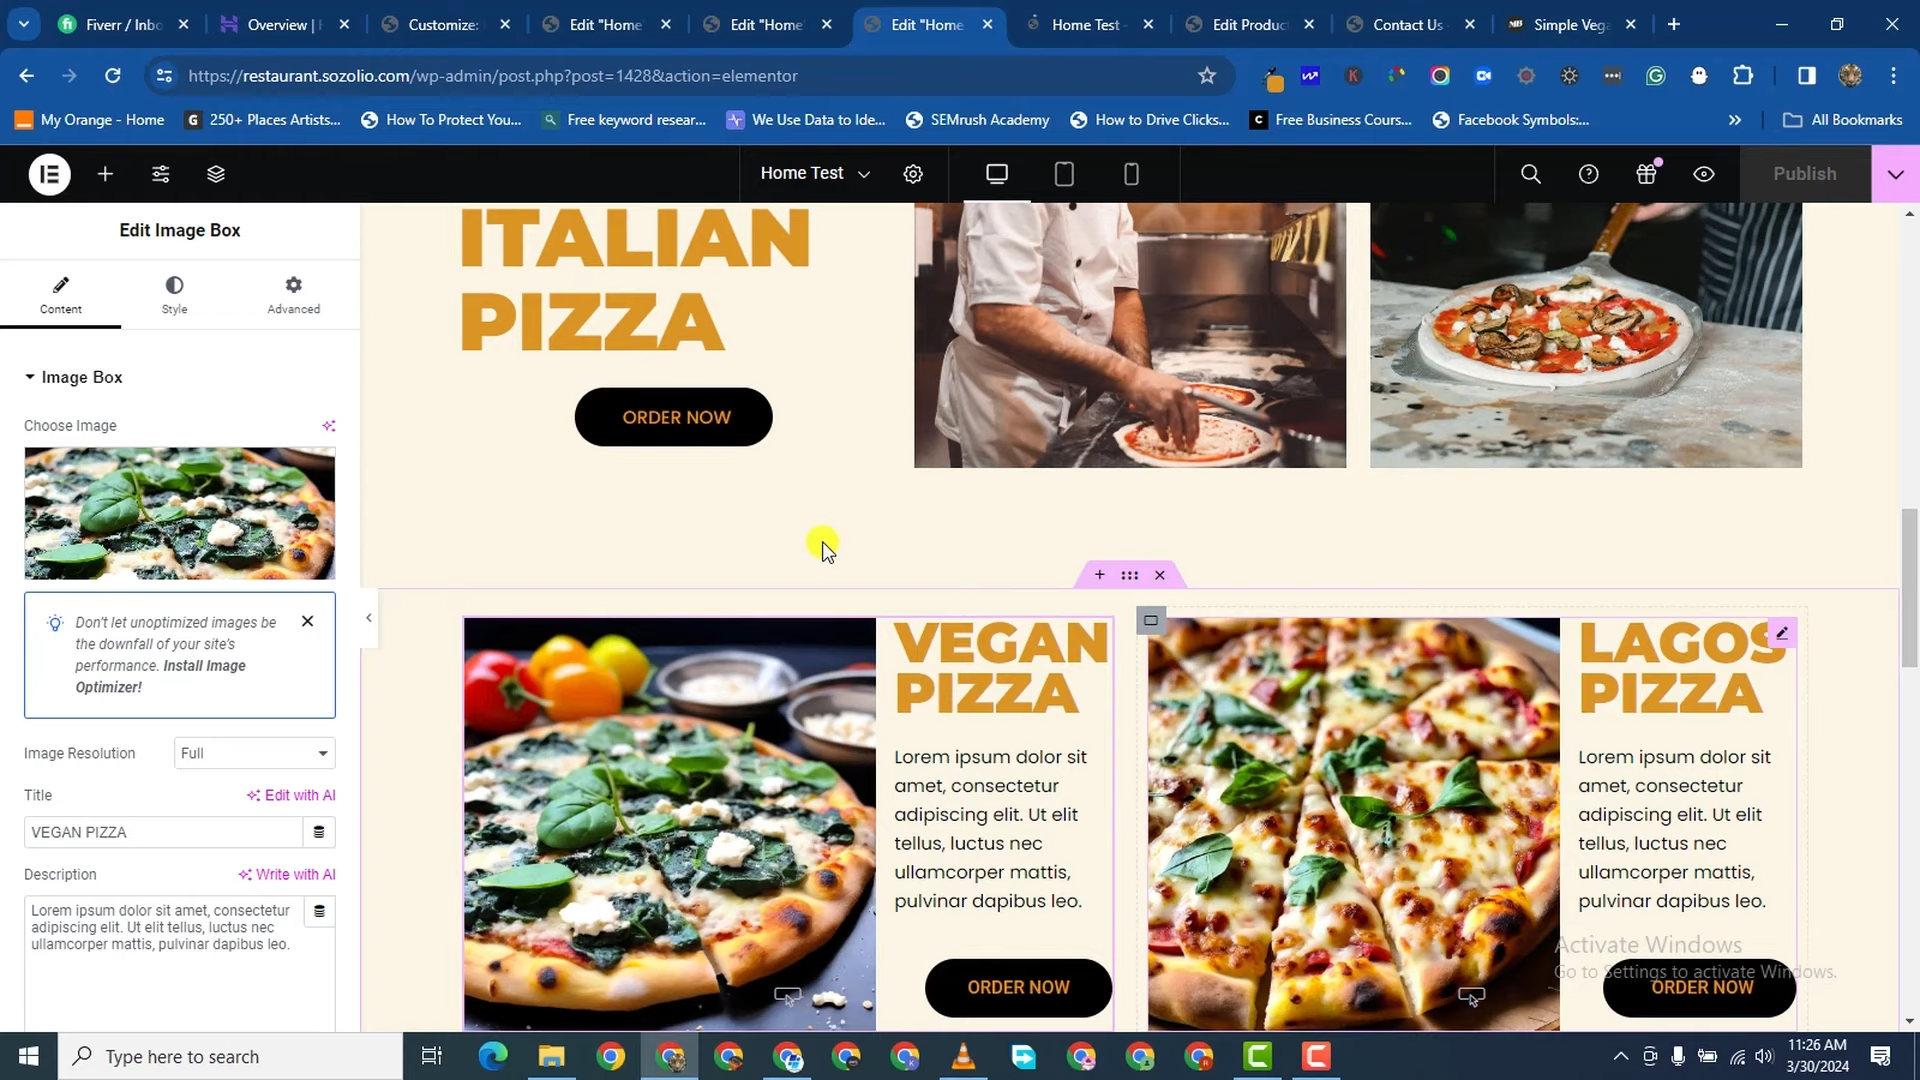 Fiverr / Inbo
Overview |
Customize:
Edit "Home
Edit "Home
Edit "Home
Home Test -
Edit Produc
Contact Us
Simple Vega
https://restaurant.sozolio.com/wp-admin/post.php?post=1428&action=elementor
My Orange - Home
250+ Places Artists...
How To Protect You...
Free keyword resear...
We Use Data to Ide...
SEMrush Academy
How to Drive Clicks...
Free Business Cours...
Facebook Symbols:...
All Bookmarks
Home Test
Publish
Edit Image Box
Content
Style
Advanced
Image Box
Choose Image
Don't let unoptimized images be
the downfall of your site's
performance. Install Image
Optimizer!
Image Resolution
Full
Title
Edit with AI
VEGAN PIZZA
Description
Write with AI
Lorem ipsum dolor sit amet, consectetur
adipiscing elit. Ut elit tellus, luctus nec
ullamcorper mattis, pulvinar dapibus leo.
ITALIAN
PIZZA
ORDER NOW
VEGAN
PIZZA
Lorem ipsum dolor sit
amet, consectetur
adipiscing elit. Ut elit
tellus, luctus nec
ullamcorper mattis,
pulvinar dapibus leo.
ORDER NOW
LAGOS
PIZZA
Lorem ipsum dolor sit
amet, consectetur
adipiscing elit. Ut elit
tellus, luctus nec
ullamcorper mattis,
pulvinar dapibus leo.
ORDER NOW
Activate Windows
Go to Settings to activate Windows.
Type here to search
11:26 AM
3/30/2024